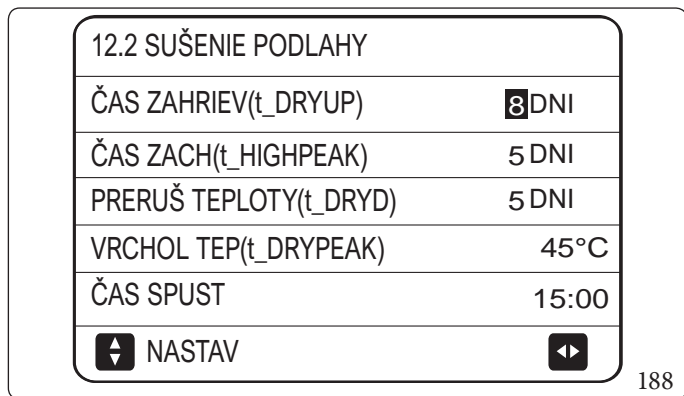 12.2 SUŠENIE PODLAHY
ČAS ZAHRIEV(t_DRYUP) 8 DNI
ČAS ZACH(t_HIGHPEAK) 5 DNI
PRERUŠ TEPLOTY(t_DRYD) 5 DNI
VRCHOL TEP(t_DRYPEAK) 45°C
ČAS SPUST 15:00
NASTAV
188